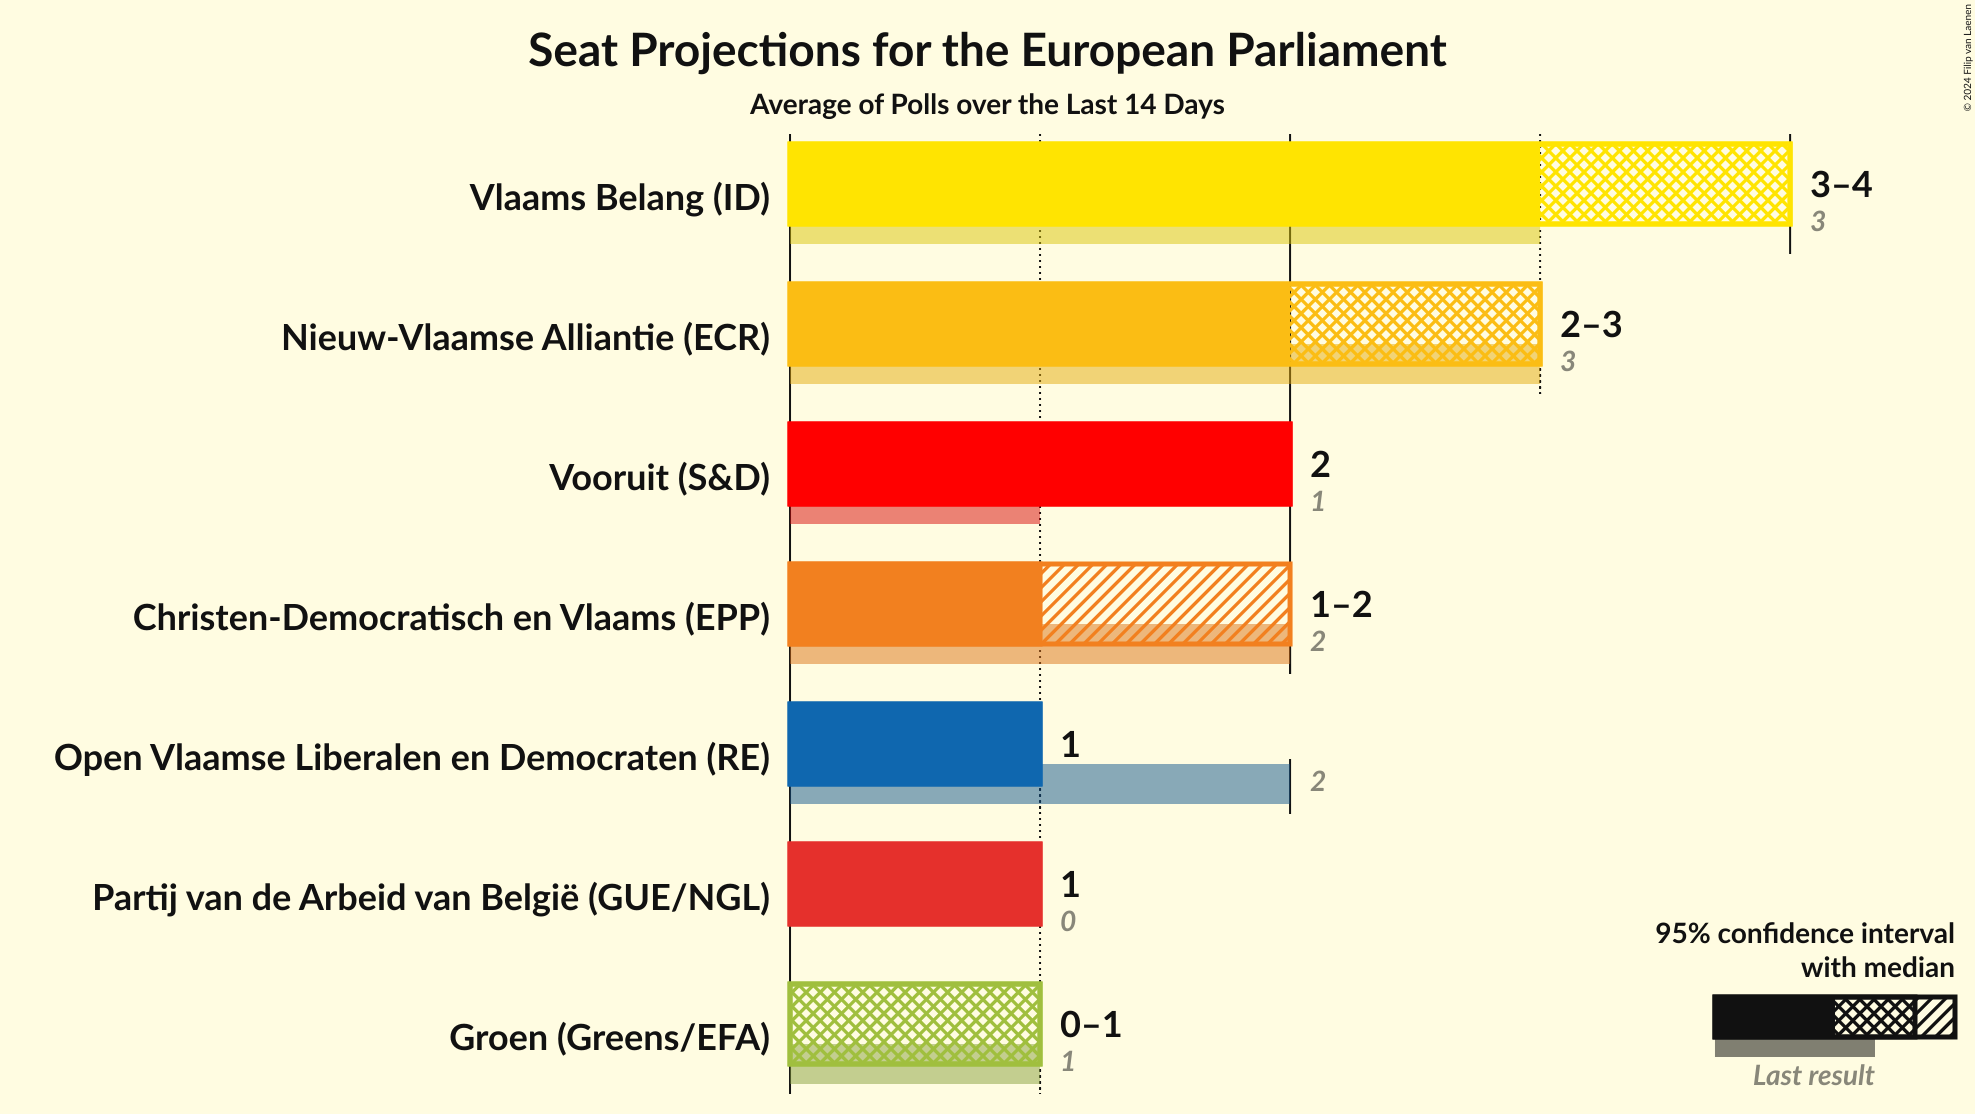 Seat Projections for the European Parliament
Average of Polls over the Last 14 Days
© 2024 Filip van Laenen
Vlaams Belang (ID)
3–4
3
Nieuw-Vlaamse Alliantie (ECR)
2–3
3
Vooruit (S&D)
2
1
Christen-Democratisch en Vlaams (EPP)
1–2
2
Open Vlaamse Liberalen en Democraten (RE)
1
2
Partij van de Arbeid van België (GUE/NGL)
1
0
Groen (Greens/EFA)
0–1
1
95% confidence interval
with median
Last result